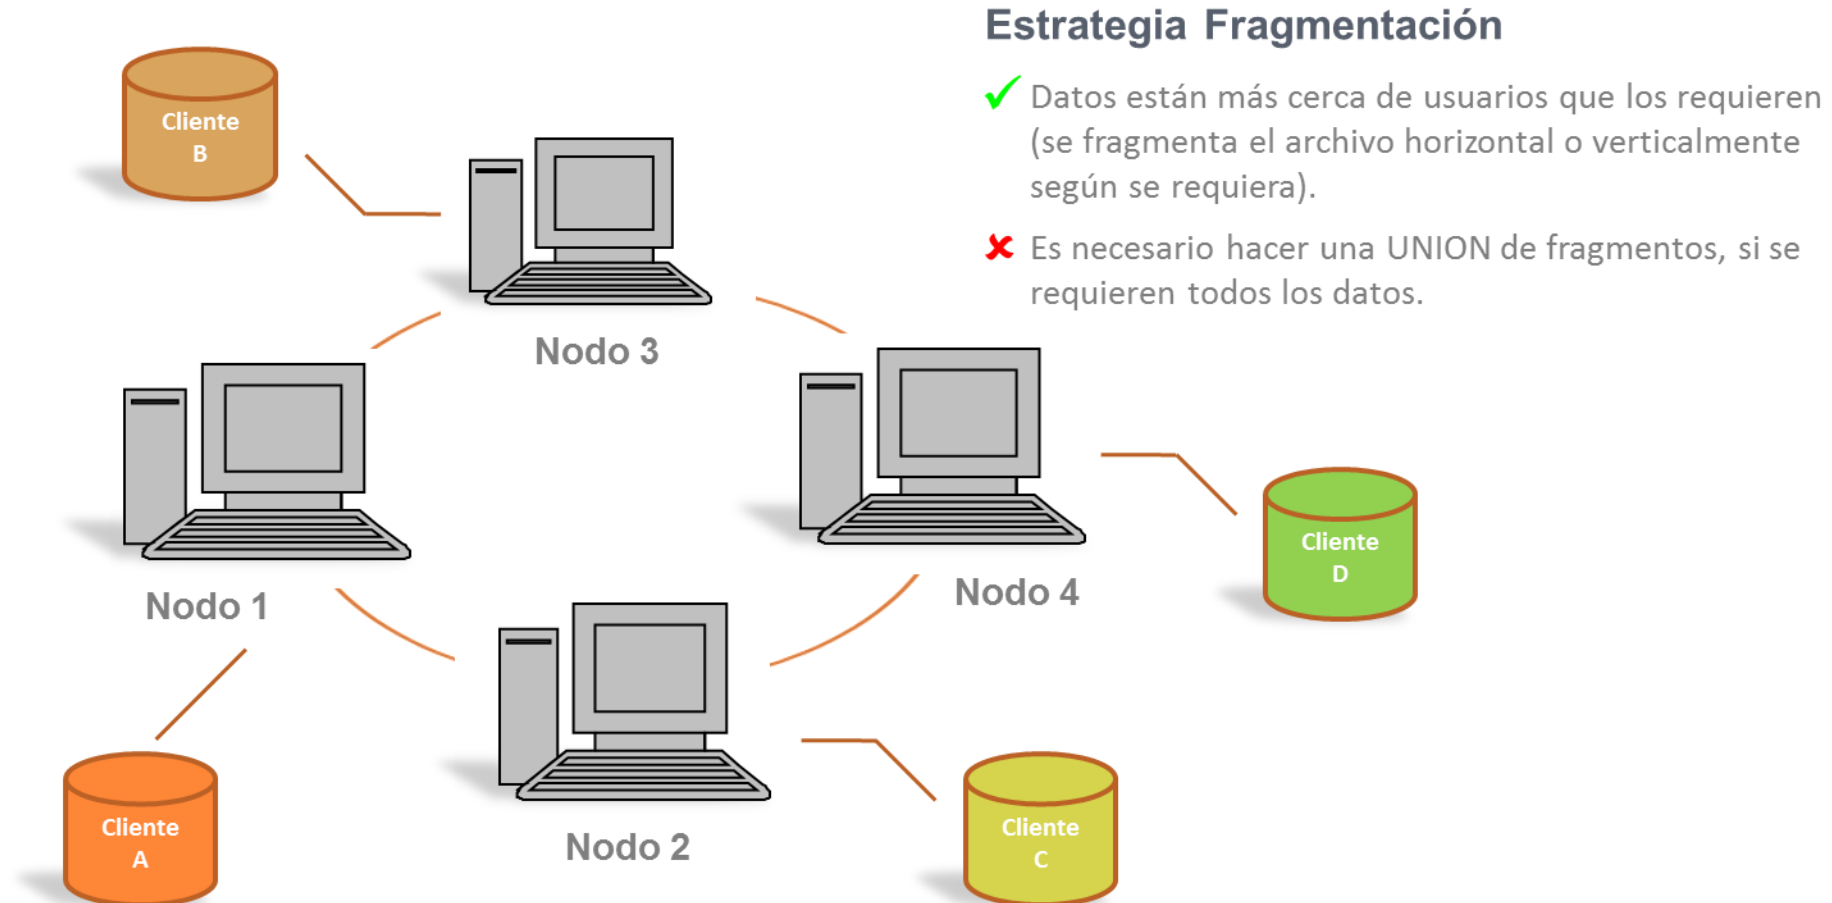 Estrategia Fragmentación
Datos están más cerca de usuarios que los requieren
(se fragmenta el archivo horizontal o verticalmente
según se requiera).
Es necesario hacer una UNION de fragmentos, si se
requieren todos los datos.
Cliente
B
Nodo 3
Nodo 1
Nodo 4
Cliente
D
Nodo 2
Cliente
A
Cliente
C